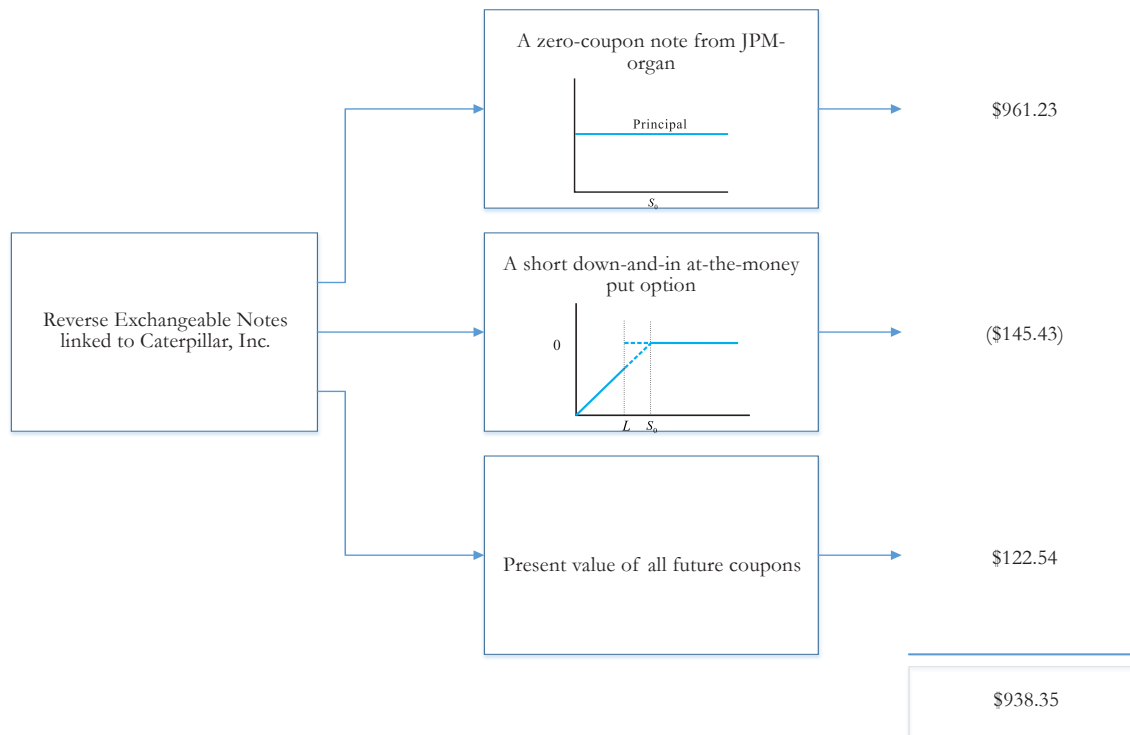 A zero-coupon note from JPM-
organ
Principal
S₀
$961.23
Reverse Exchangeable Notes
linked to Caterpillar, Inc.
A short down-and-in at-the-money
put option
0
L S₀
($145.43)
Present value of all future coupons
$122.54
$938.35